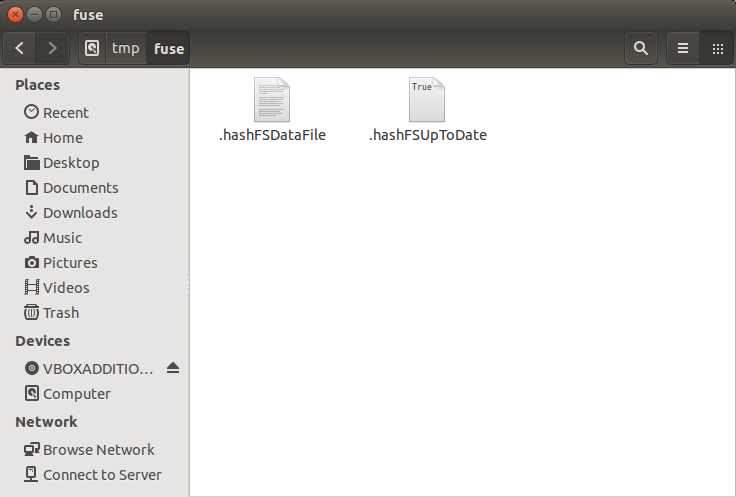 fuse
tmp
fuse
Places
Recent
Home
Desktop
Documents
Downloads
Music
Pictures
Videos
Trash
Devices
VBOXADDITIO...
Computer
Network
Browse Network
Connect to Server
True
.hashFSDataFile
.hashFSUpToDate